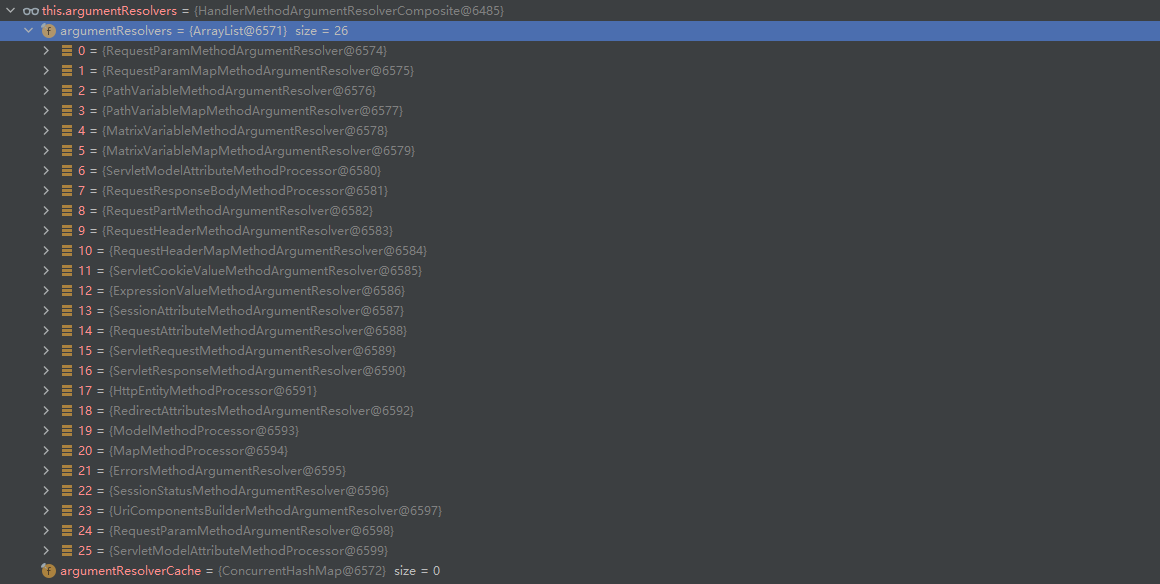 this.argumentResolvers = {HandlerMethodArgumentResolverComposite@6485}
argumentResolvers = {ArrayList@6571} size = 26
0 = {RequestParamMethodArgumentResolver@6574}
1 = {RequestParamMapMethodArgumentResolver@6575}
2 = {PathVariableMethodArgumentResolver@6576}
3 = {PathVariableMapMethodArgumentResolver@6577}
4 = {MatrixVariableMethodArgumentResolver@6578}
5 = {MatrixVariableMapMethodArgumentResolver@6579}
6 = {ServletModelAttributeMethodProcessor@6580}
7 = {RequestResponseBodyMethodProcessor@6581}
8 = {RequestPartMethodArgumentResolver@6582}
9 = {RequestHeaderMethodArgumentResolver@6583}
10 = {RequestHeaderMapMethodArgumentResolver@6584}
11 = {ServletCookieValueMethodArgumentResolver@6585}
12 = {ExpressionValueMethodArgumentResolver@6586}
13 = {SessionAttributeMethodArgumentResolver@6587}
14 = {RequestAttributeMethodArgumentResolver@6588}
15 = {ServletRequestMethodArgumentResolver@6589}
16 = {ServletResponseMethodArgumentResolver@6590}
17 = {HttpEntityMethodProcessor@6591}
18 = {RedirectAttributesMethodArgumentResolver@6592}
19 = {ModelMethodProcessor@6593}
20 = {MapMethodProcessor@6594}
21 = {ErrorsMethodArgumentResolver@6595}
22 = {SessionStatusMethodArgumentResolver@6596}
23 = {UriComponentsBuilderMethodArgumentResolver@6597}
24 = {RequestParamMethodArgumentResolver@6598}
25 = {ServletModelAttributeMethodProcessor@6599}
argumentResolverCache = {ConcurrentHashMap@6572} size = 0